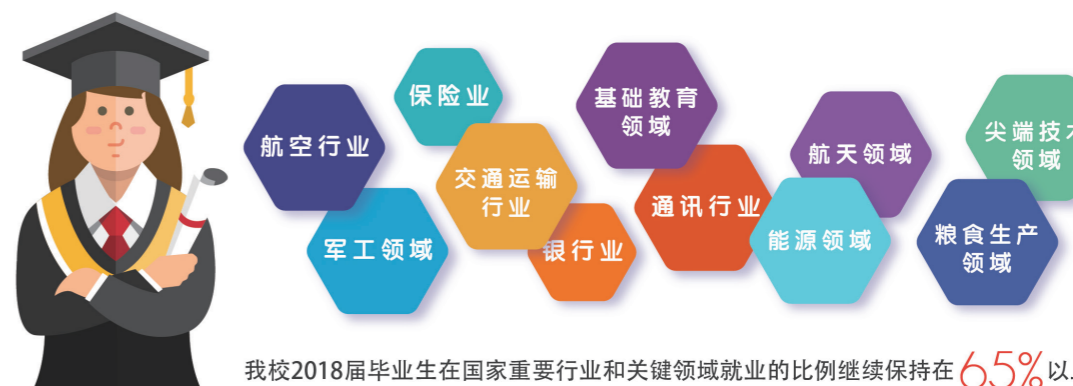 航空行业
保险业
军工领域
交通运输
行业
银行业
基础教育
领域
通讯行业
航天领域
能源领域
尖端技术
领域
粮食生产
领域
我校2018届毕业生在国家重要行业和关键领域就业的比例继续保持在65%以